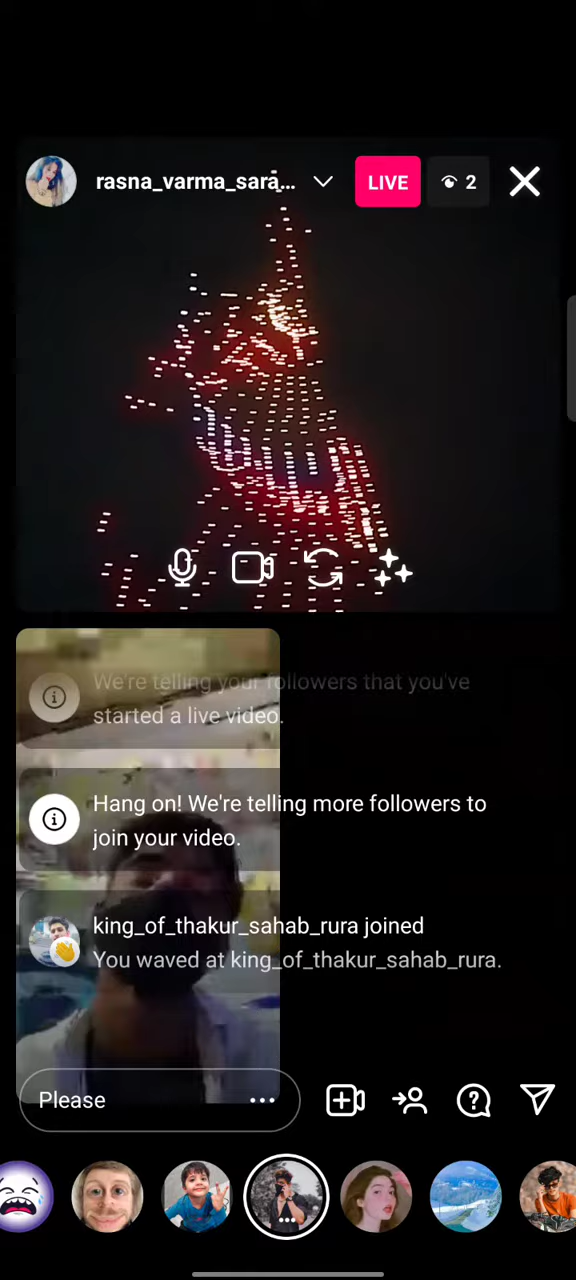 rasna_varma_sara...
LIVE
2
We're telling your followers that you've
started a live video.
Hang on! We're telling more followers to
join your video.
king_of_thakur_sahab_rura joined
You waved at king_of_thakur_sahab_rura.
Please